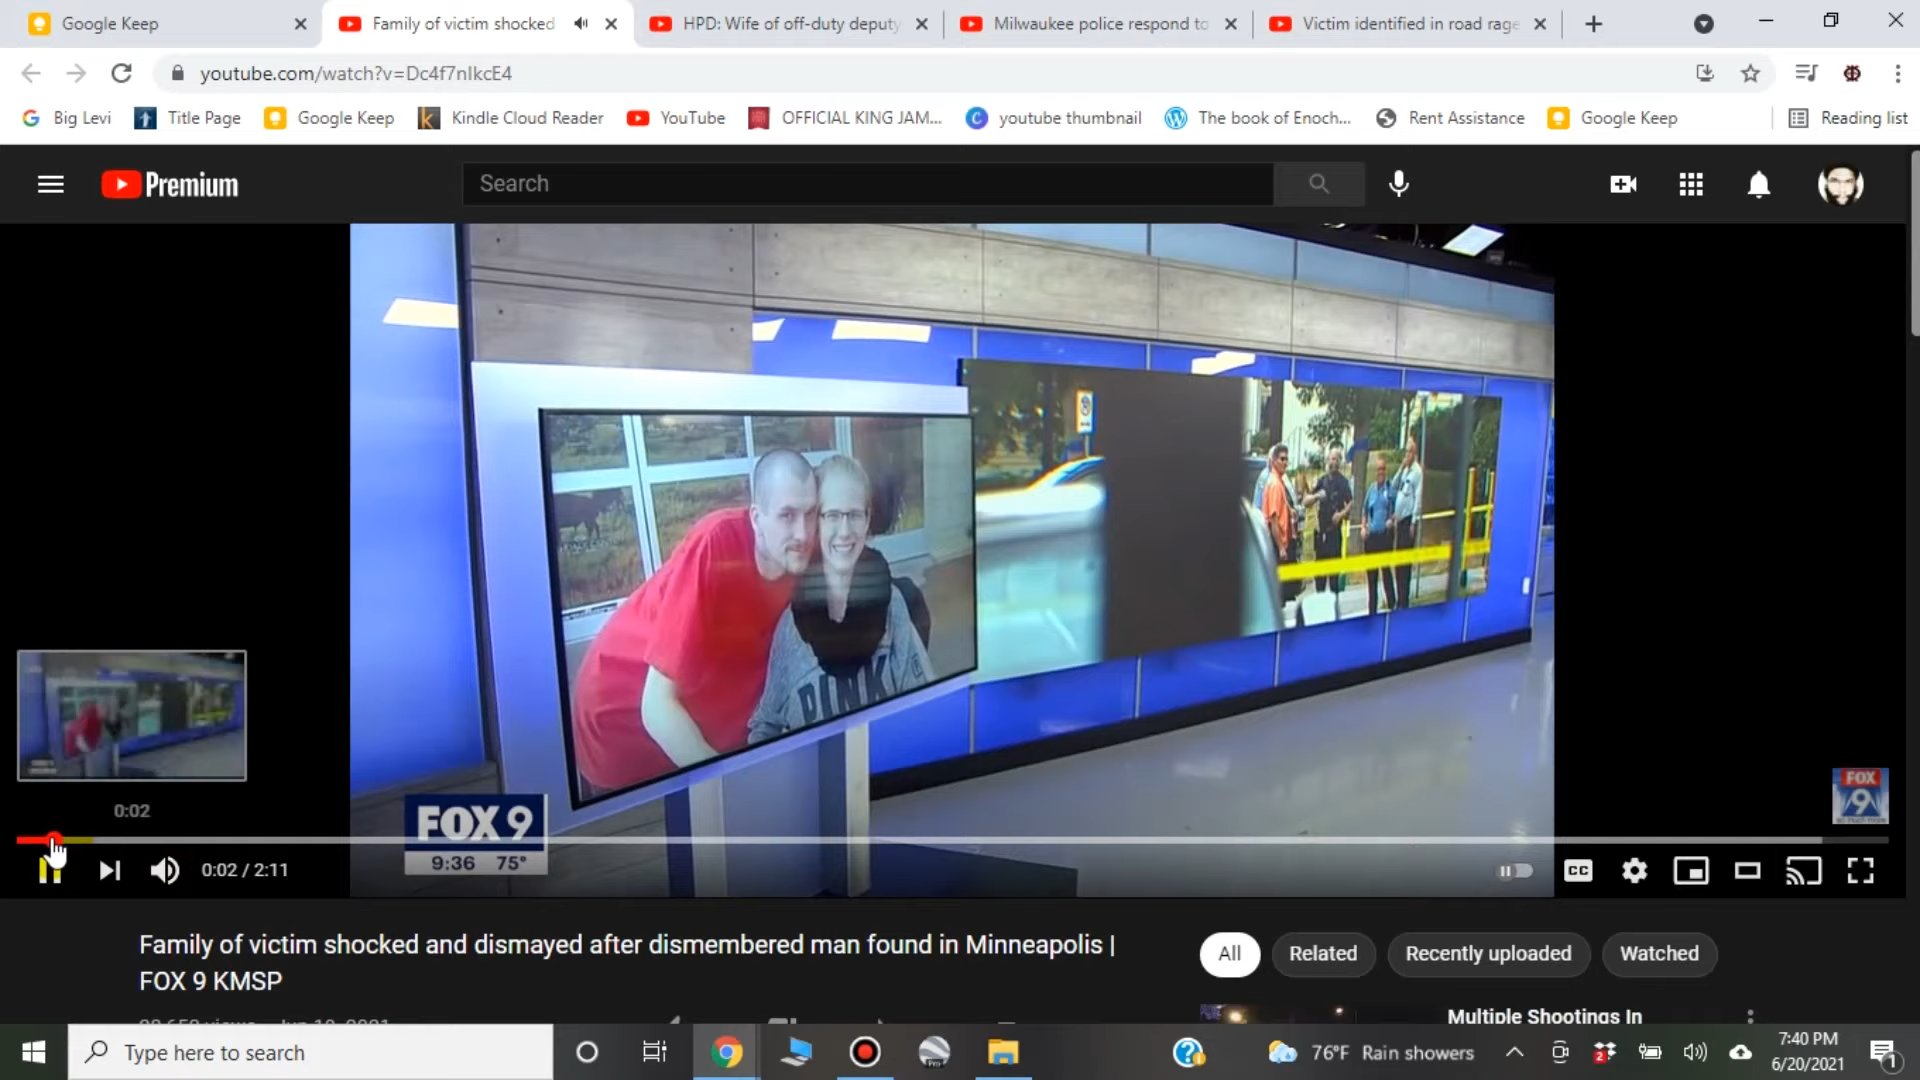 Google Keep
Family of victim shocked
HPD: Wife of off-duty deputy
Milwaukee police respond to
Victim identified in road rage
youtube.com/watch?v=Dc4f7nIkcE4
Big Levi
Title Page
Google Keep
Kindle Cloud Reader
YouTube
OFFICIAL KING JAM...
youtube thumbnail
The book of Enoch...
Rent Assistance
Google Keep
Reading list
Premium
Search
PINK
FOX 9
9:36 75°
FOX
9
0:02
0:02 / 2:11
CC
Family of victim shocked and dismayed after dismembered man found in Minneapolis |
FOX 9 KMSP
All
Related
Recently uploaded
Watched
Multiple Shootings In
Type here to search
76°F Rain showers
2
7:40 PM
6/20/2021
1